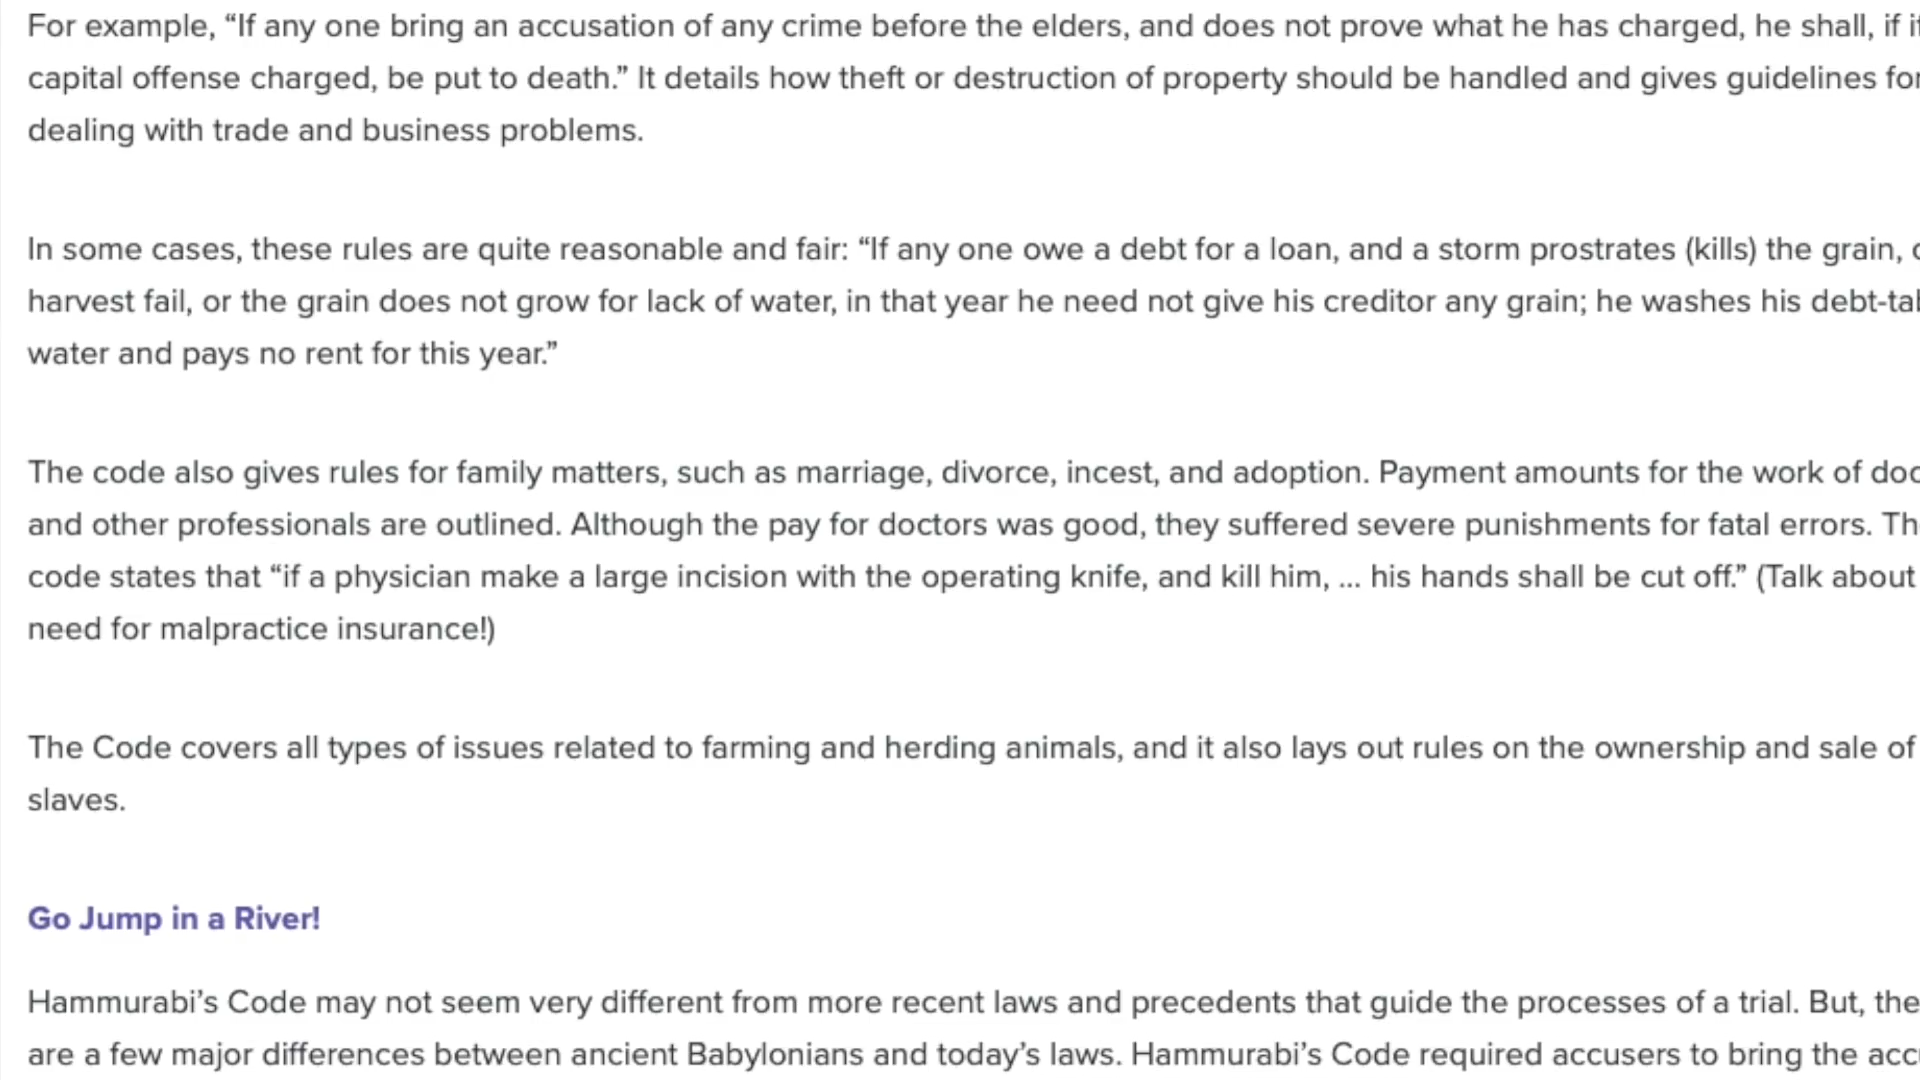 For example, “If any one bring an accusation of any crime before the elders, and does not prove what he has charged, he shall, if
capital offense charged, be put to death.” It details how theft or destruction of property should be handled and gives guidelines for
dealing with trade and business problems.
In some cases, these rules are quite reasonable and fair: “If any one owe a debt for a loan, and a storm prostrates (kills) the grain,
harvest fail, or the grain does not grow for lack of water, in that year he need not give his creditor any grain; he washes his
water and pays no rent for this year.”
The code also gives rules for family matters, such as marriage, divorce, incest, and adoption. Payment amounts for the work of
and other professionals are outlined. Although the pay for doctors was good, they suffered severe punishments for fatal errors.
code states that “if a physician make a large incision with the operating knife, and kill him, ... his hands shall be cut off.” (Talk about
need for malpractice insurance!)
The Code covers all types of issues related to farming and herding animals, and it also lays out rules on the ownership and sale of
slaves.
Go Jump in a River!
Hammurabi’s Code may not seem very different from more recent laws and precedents that guide the processes of a trial. But,
are a few major differences between ancient Babylonians and today’s laws. Hammurabi’s Code required accusers to bring the